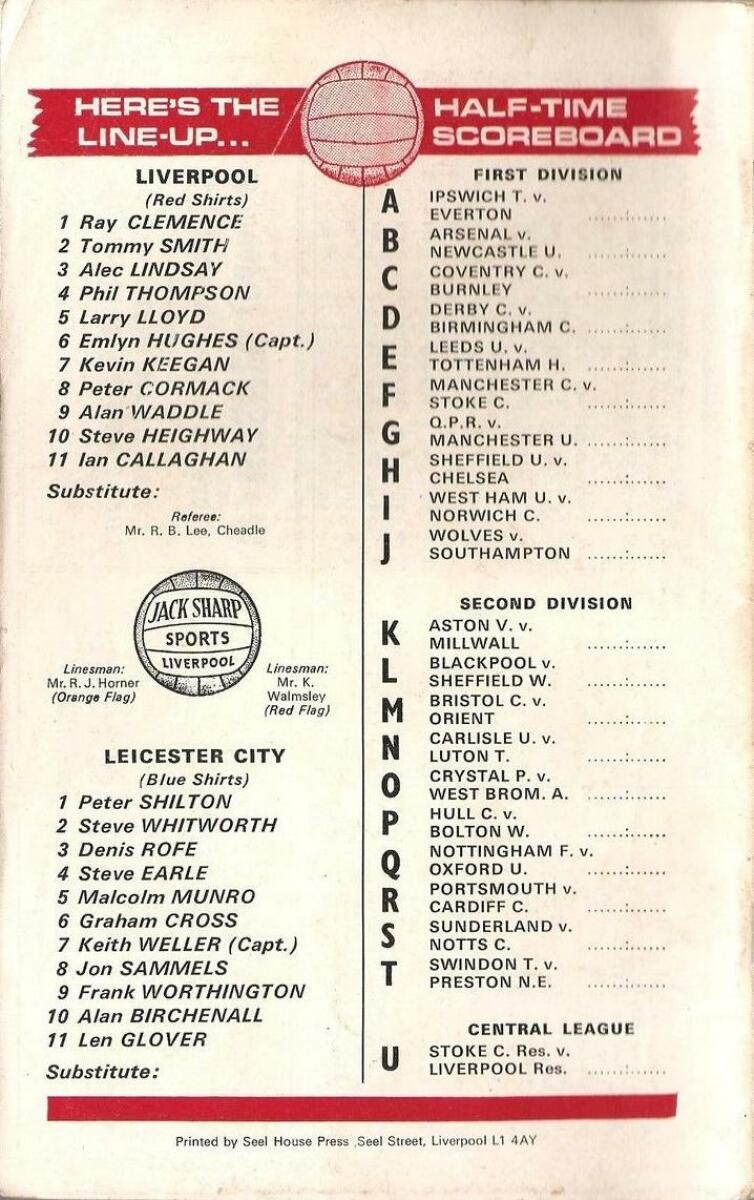 HERE'S THE
LINE-UP...
LIVERPOOL
(Red Shirts)
1 Ray CLEMENCE
2 Tommy SMITH
3 Alec LINDSAY
4 Phil THOMPSON
5 Larry LLOYD
6 Emlyn HUGHES (Capt.)
7 Kevin KEEGAN
8 Peter CORMACK
9 Alan WADDLE
10 Steve HEIGHWAY
11 Ian CALLAGHAN
Substitute:
Referee:
Mr. R. B. Lee, Cheadle
JACK SHARP
SPORTS
LIVERPOOL
Linesman:
Mr. R. J. Horner
(Orange Flag)
Linesman:
Mr. K.
Walmsley
(Red Flag)
LEICESTER CITY
(Blue Shirts)
1 Peter SHILTON
2 Steve WHITWORTH
3 Denis ROFE
4 Steve EARLE
5 Malcolm MUNRO
6 Graham CROSS
7 Keith WELLER (Capt.)
8 Jon SAMMELS
9 Frank WORTHINGTON
10 Alan BIRCHENALL
11 Len GLOVER
Substitute:
HALF-TIME
SCOREBOARD
FIRST DIVISION
A IPSWICH T. v.
EVERTON ......:......
B ARSENAL v.
NEWCASTLE U. ......:......
C COVENTRY C. v.
BURNLEY ......:......
D DERBY C. v.
BIRMINGHAM C. ......:......
E LEEDS U. v.
TOTTENHAM H. ......:......
F MANCHESTER C. v.
STOKE C. ......:......
G Q.P.R. v.
MANCHESTER U. ......:......
H SHEFFIELD U. v.
CHELSEA ......:......
I WEST HAM U. v.
NORWICH C. ......:......
J WOLVES v.
SOUTHAMPTON ......:......
SECOND DIVISION
K ASTON V. v.
MILLWALL ......:......
L BLACKPOOL v.
SHEFFIELD W. ......:......
M BRISTOL C. v.
ORIENT ......:......
N CARLISLE U. v.
LUTON T. ......:......
O CRYSTAL P. v.
WEST BROM. A. ......:......
P HULL C. v.
BOLTON W. ......:......
Q NOTTINGHAM F. v.
OXFORD U. ......:......
R PORTSMOUTH v.
CARDIFF C. ......:......
S SUNDERLAND v.
NOTTS C. ......:......
T SWINDON T. v.
PRESTON N.E. ......:......
CENTRAL LEAGUE
U STOKE C. Res. v.
LIVERPOOL Res. ......:......
Printed by Seel House Press ,Seel Street, Liverpool L1 4AY